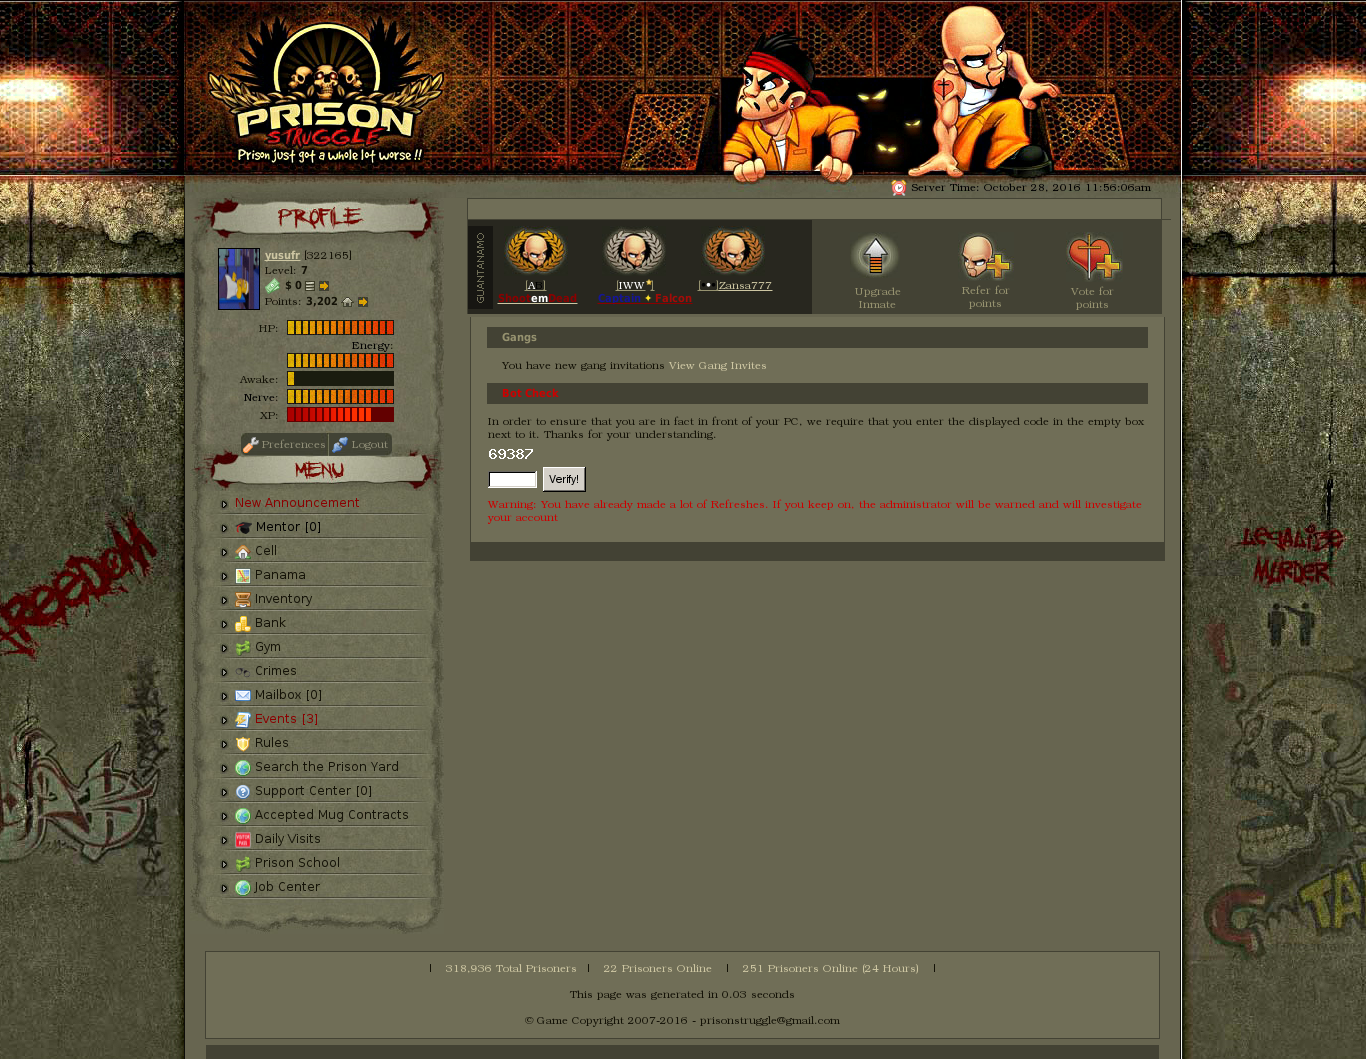 PRISON
STRUGGLE
Prison just got a whole lot worse !!
Server Time: October 28, 2016 11:56:06am
PROFILE
yusufr [322165]
Level: 7
$ 0
Points: 3,202
HP:
Energy:
Awake:
Nerve:
XP:
Preferences
Logout
GUANTANAMO
[A
em
[IWW
Falcon
Zansa777
Upgrade
Inmate
Refer for
points
Vote for
points
Gangs
You have new gang invitations View Gang Invites
Bot Check
In order to ensure that you are in fact in front of your PC, we require that you enter the displayed code in the empty box
next to it. Thanks for your understanding.
69387
Verify!
Warning: You have already made a lot of Refreshes. If you keep on, the administrator will be warned and will investigate
your account
MENU
New Announcement
Mentor [0]
Cell
Panama
Inventory
Bank
Gym
Crimes
Mailbox [0]
Events [3]
Rules
Search the Prison Yard
Support Center [0]
Accepted Mug Contracts
Daily Visits
Prison School
Job Center
FREEDOM
LEGALIZE
MURDER
318,936 Total Prisoners
22 Prisoners Online
251 Prisoners Online (24 Hours)
This page was generated in 0.03 seconds
© Game Copyright 2007-2016 - prisonstruggle@gmail.com